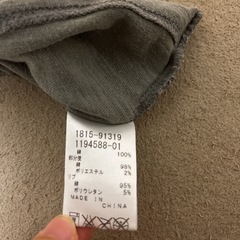 1815-91319
1194588-01
綿
100%
部分使
綿 98%
ポリエステル 2%
リブ
綿 95%
ポリウレタン 5%
MADE IN
CHINA